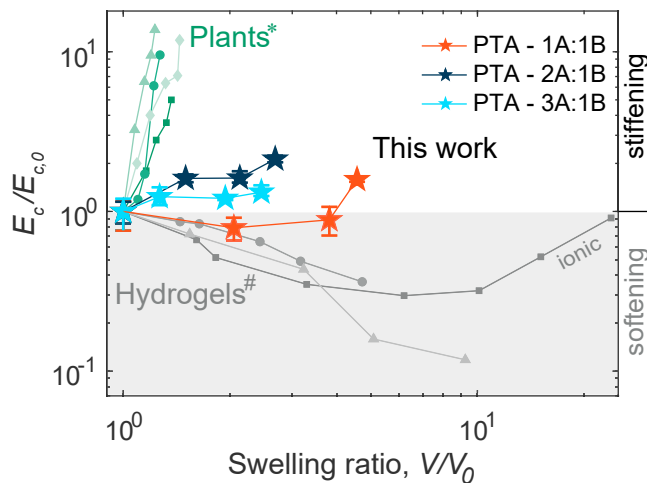 Plants*
PTA - 1A:1B
PTA - 2A:1B
PTA - 3A:1B
This work
Hydrogels#
ionic
stiffening
softening
10^1
10^0
10^-1
E_c/E_{c,0}
10^0
10^1
Swelling ratio, V/V_0